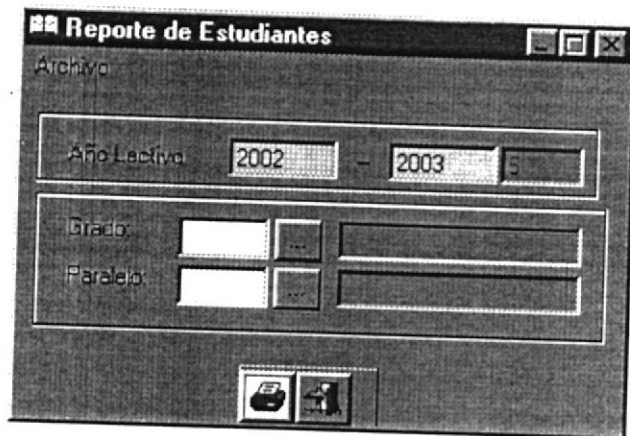 Reporte de Estudiantes
Archivo
Año Lectivo: 2002 - 2003 5
Grado: ...
Paralelo: ...